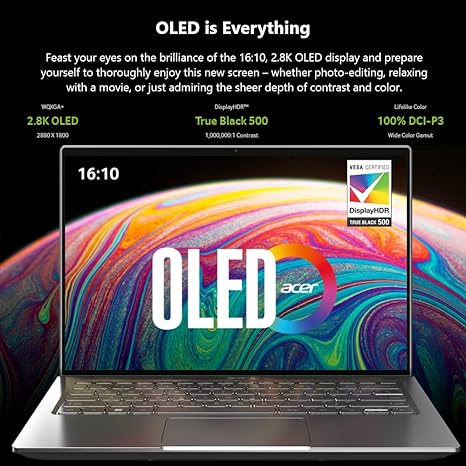 OLED is Everything
Feast your eyes on the brilliance of the 16:10, 2.8K OLED display and prepare
yourself to thoroughly enjoy this new screen – whether photo-editing, relaxing
with a movie, or just admiring the sheer depth of contrast and color.
WQXGA+
2.8K OLED
2880 X 1800
DisplayHDR™
True Black 500
1,000,000:1 Contrast
Lifelike Color
100% DCI-P3
Wide Color Gamut
16:10
VESA CERTIFIED
DisplayHDR
TRUE BLACK 500
OLED
acer